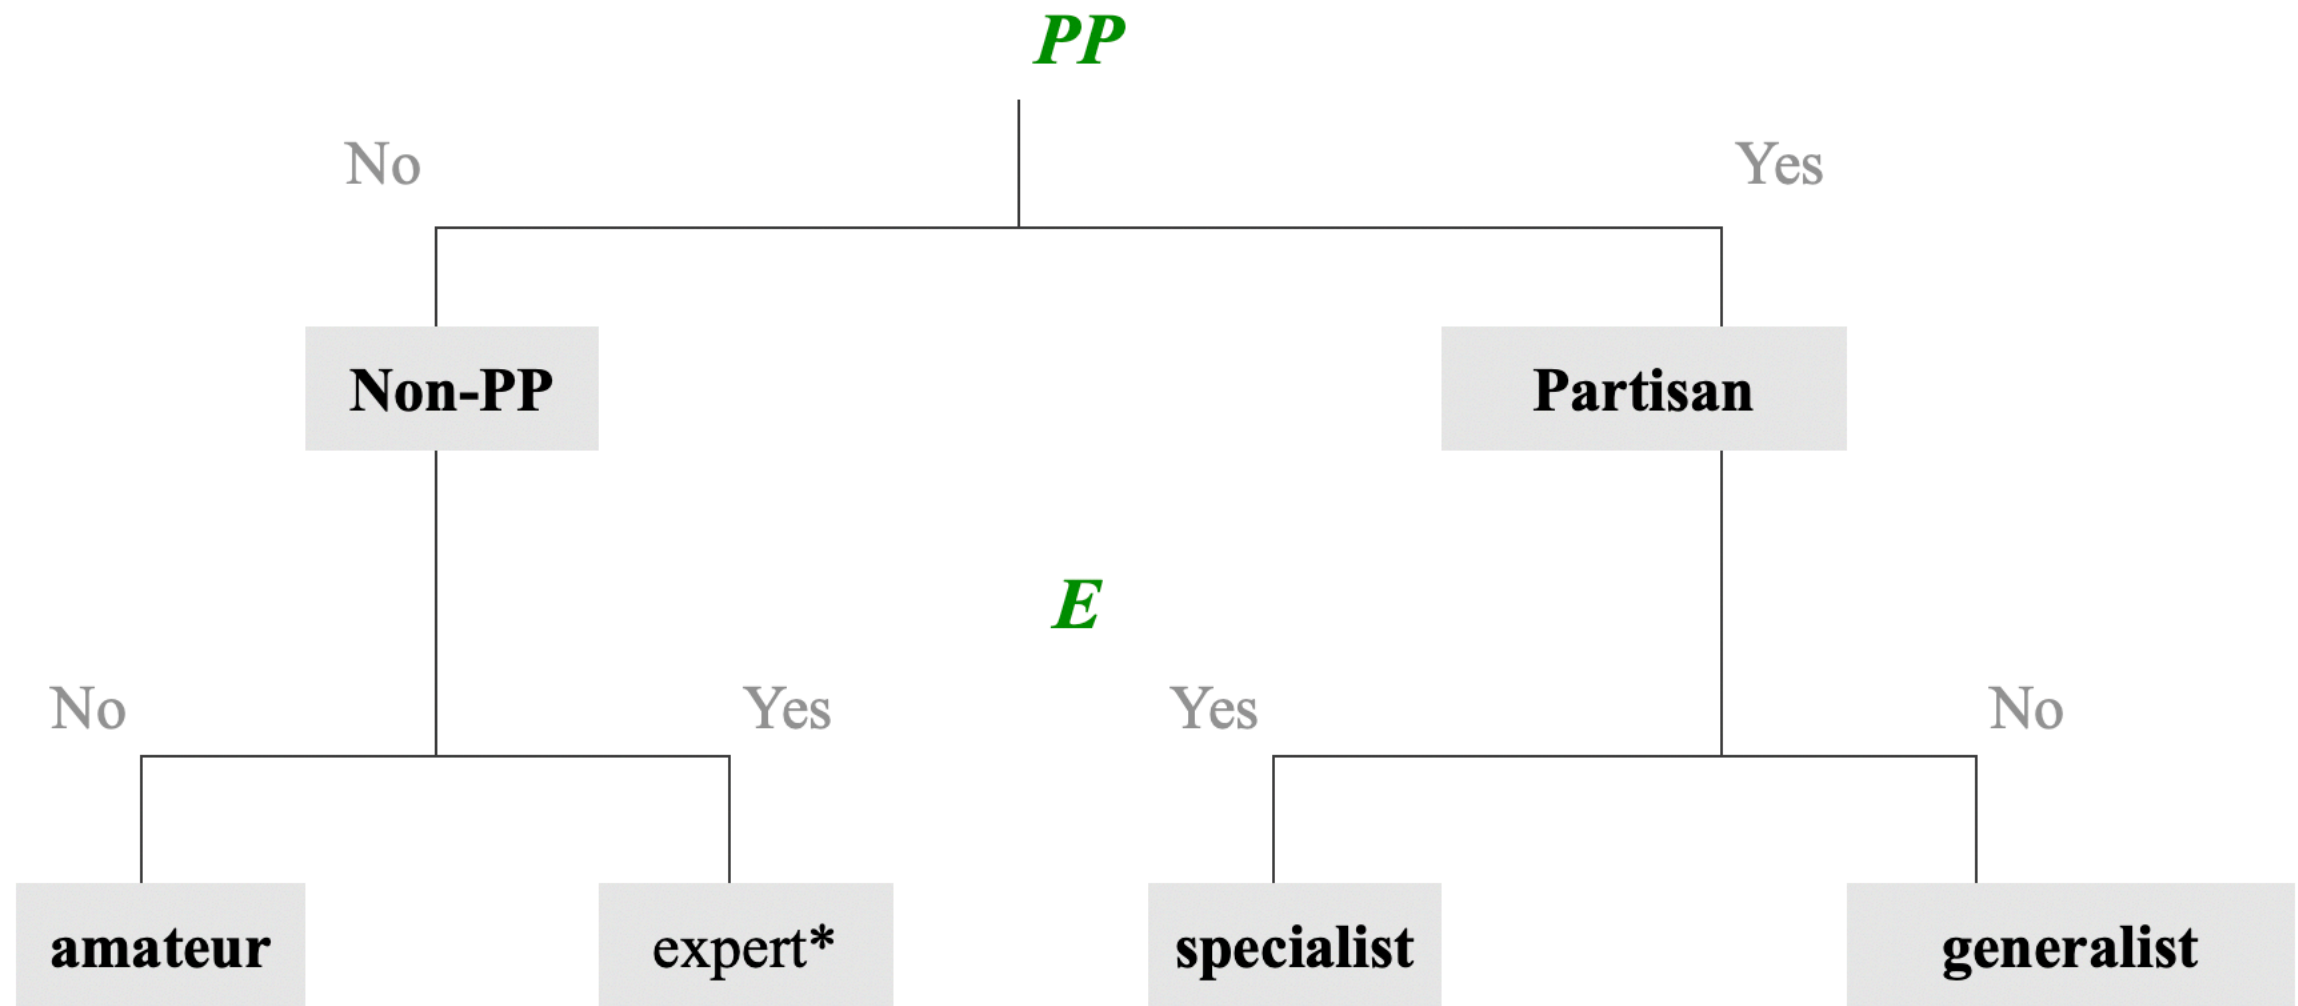 PP
No
Yes
Non-PP
Partisan
E
No
Yes
Yes
No
amateur
expert*
specialist
generalist